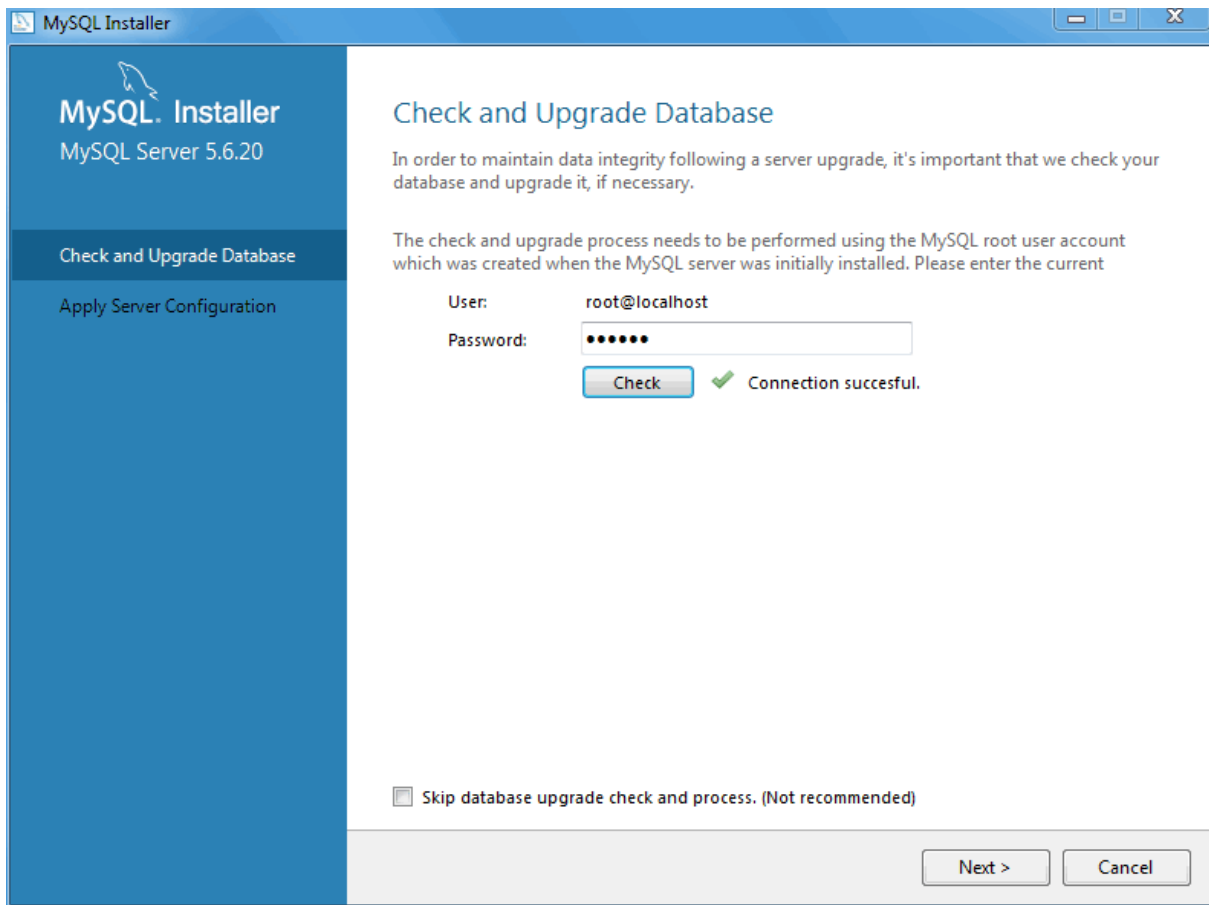 MySQL Installer
MySQL. Installer
MySQL Server 5.6.20
Check and Upgrade Database
Apply Server Configuration
Check and Upgrade Database
In order to maintain data integrity following a server upgrade, it's important that we check your
database and upgrade it, if necessary.
The check and upgrade process needs to be performed using the MySQL root user account
which was created when the MySQL server was initially installed. Please enter the current
User: root@localhost
Password: ●●●●●●
Check Connection succesful.
Skip database upgrade check and process. (Not recommended)
Next > Cancel